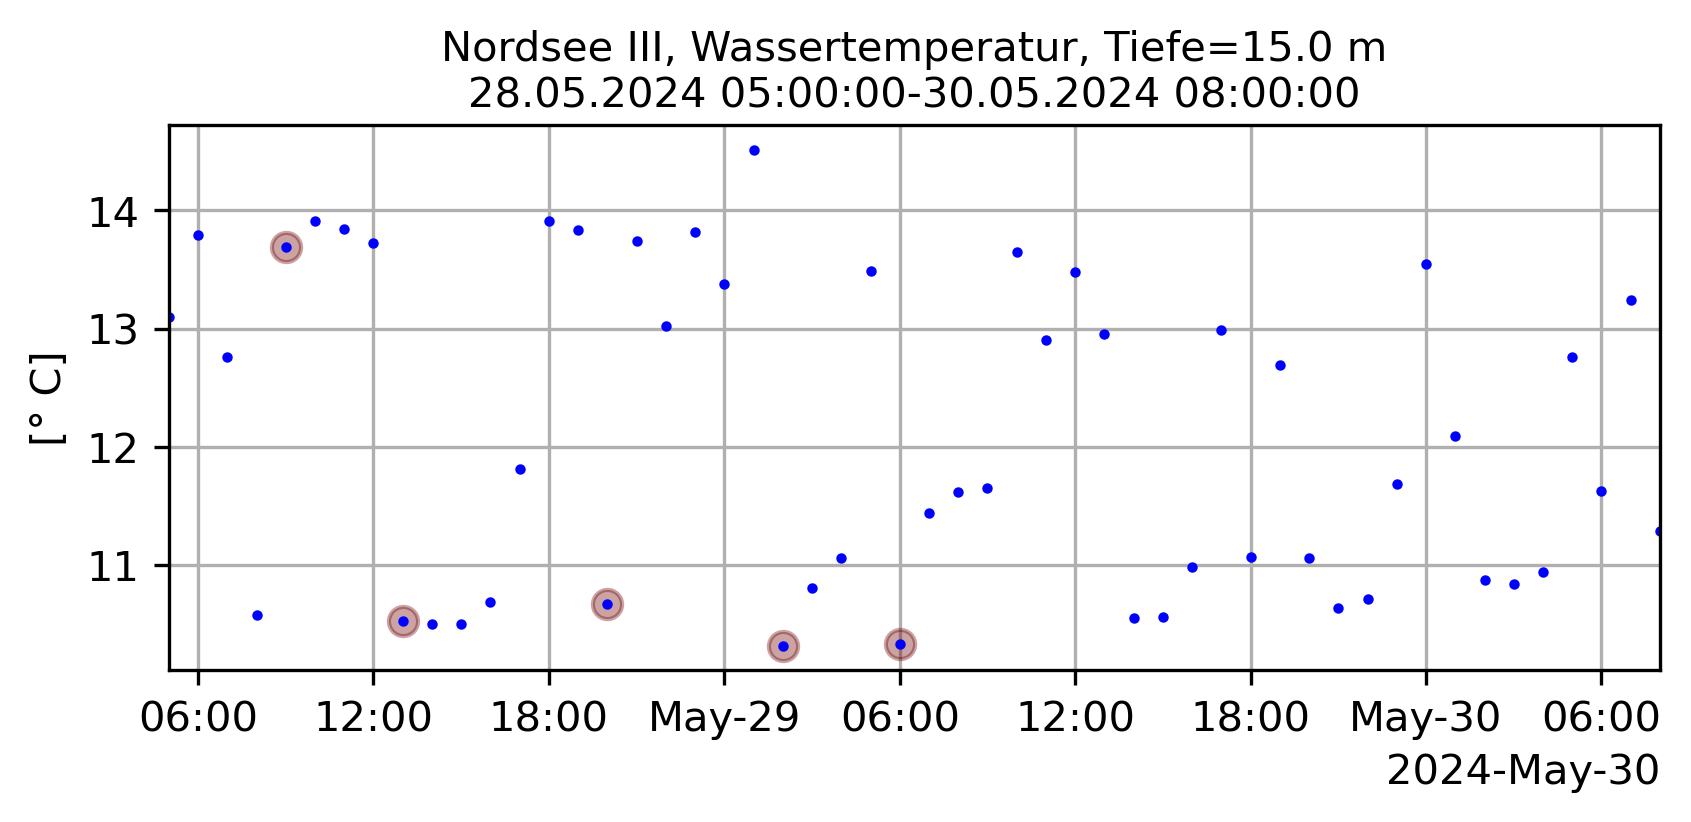 Nordsee III, Wassertemperatur, Tiefe=15.0 m
28.05.2024 05:00:00-30.05.2024 08:00:00
[° C]
14
13
12
11
06:00 12:00 18:00 May-29 06:00 12:00 18:00 May-30 06:00
2024-May-30